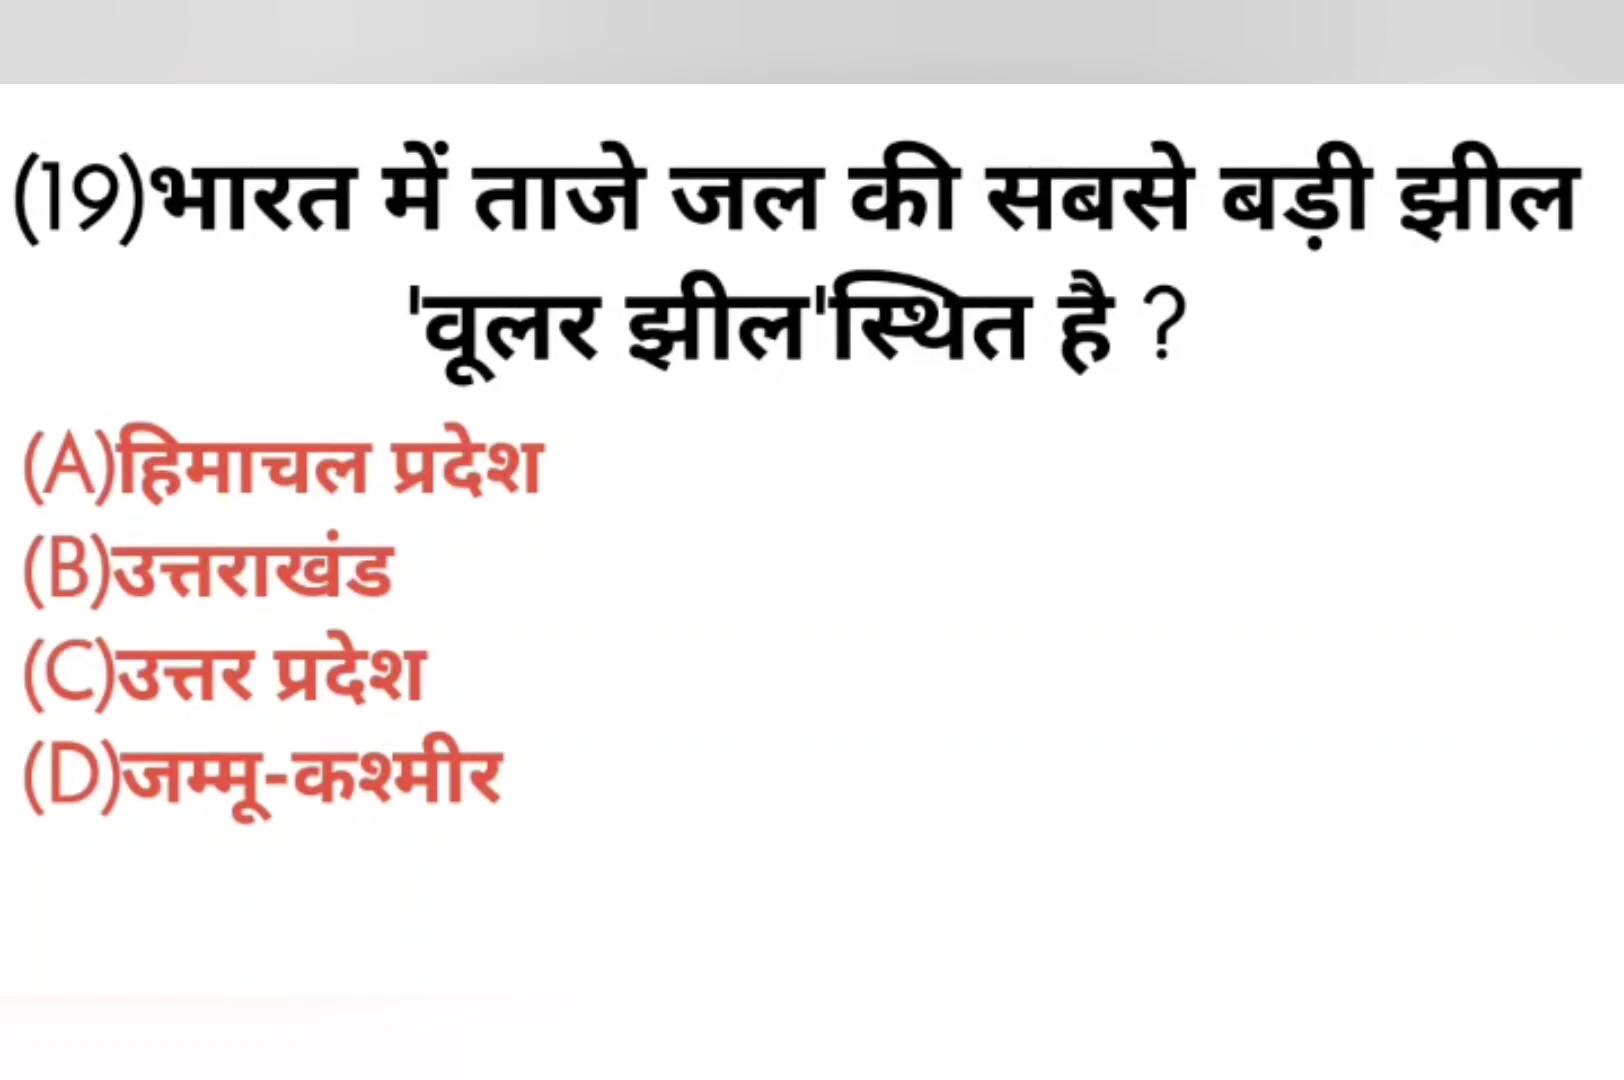 (19)भारत में ताजे जल की सबसे बड़ी झील
'वूलर झील'स्थित है ?
(A)हिमाचल प्रदेश
(B)उत्तराखंड
(C)उत्तर प्रदेश
(D)जम्मू-कश्मीर